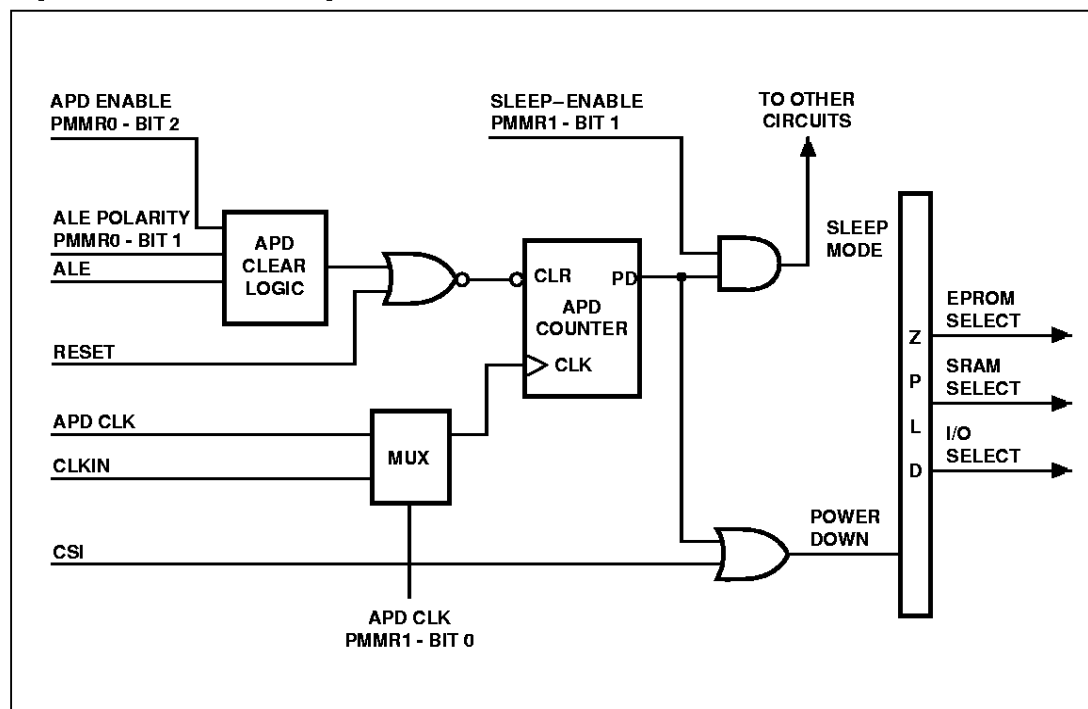 APD ENABLE
PMMR0 - BIT 2
SLEEP–ENABLE
PMMR1 - BIT 1
TO OTHER
CIRCUITS
ALE POLARITY
PMMR0 - BIT 1
ALE
APD
CLEAR
LOGIC
CLR
PD
APD
COUNTER
CLK
SLEEP
MODE
RESET
APD CLK
CLKIN
MUX
CSI
APD CLK
PMMR1 - BIT 0
POWER
DOWN
Z
P
L
D
EPROM
SELECT
SRAM
SELECT
I/O
SELECT